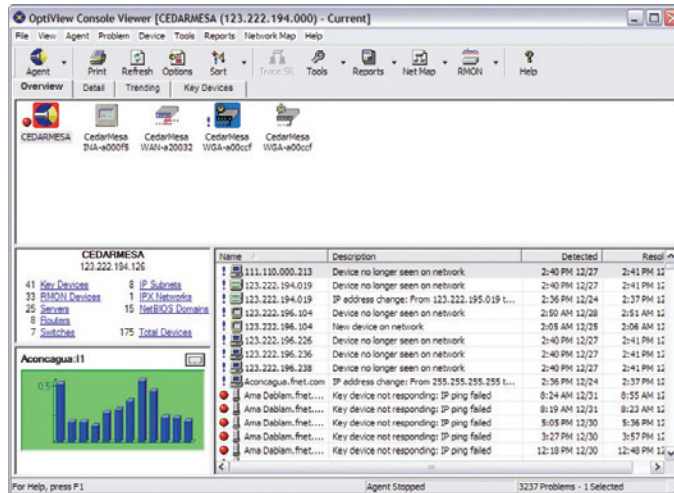 OptiView Console Viewer [CEDARMESA (123.222.194.000) - Current]
File View Agent Problem Device Tools Reports Network Map Help
Agent Print Refresh Options Sort Trace SR Tools Reports Net Map RMON Help
Overview Detail Trending Key Devices
CEDARMESA CedarMesa CedarMesa CedarMesa CedarMesa
INA-a000f5 WAN-a20032 WGA-a00ccf WGA-a00ccf
CEDARMESA
123.222.194.126
41 Key Devices 8 IP Subnets
33 RMON Devices 1 IPX Networks
25 Servers 15 NetBIOS Domains
8 Routers
7 Switches 175 Total Devices
Aconcagua:I1
0.5
Name Description Detected Resol
111.110.000.213 Device no longer seen on network 2:40 PM 12/27 2:41 PM 12
123.222.194.019 Device no longer seen on network 2:40 PM 12/27 2:41 PM 12
123.222.194.019 IP address change: From 123.222.195.019 t... 2:36 PM 12/24 2:37 PM 12
123.222.196.104 Device no longer seen on network 2:50 AM 12/28 2:51 AM 12
123.222.196.104 New device on network 2:05 AM 12/25 2:06 AM 12
123.222.196.226 Device no longer seen on network 2:40 PM 12/27 2:41 PM 12
123.222.196.236 Device no longer seen on network 2:40 PM 12/27 2:41 PM 12
123.222.196.238 Device no longer seen on network 2:40 PM 12/27 2:41 PM 12
Aconcagua.fnet.com IP address change: From 255.255.255.255 t... 2:36 PM 12/24 2:37 PM 12
Ama Dablam.fnet.... Key device not responding: IP ping failed 8:24 AM 12/31 8:55 AM 12
Ama Dablam.fnet.... Key device not responding: IP ping failed 8:19 AM 12/31 8:23 AM 12
Ama Dablam.fnet.... Key device not responding: IP ping failed 5:05 PM 12/30 5:36 PM 12
Ama Dablam.fnet.... Key device not responding: IP ping failed 3:27 PM 12/30 3:57 PM 12
Ama Dablam.fnet.... Key device not responding: IP ping failed 12:18 PM 12/30 12:48 PM 12
For Help, press F1 Agent Stopped 3237 Problems - 1 Selected